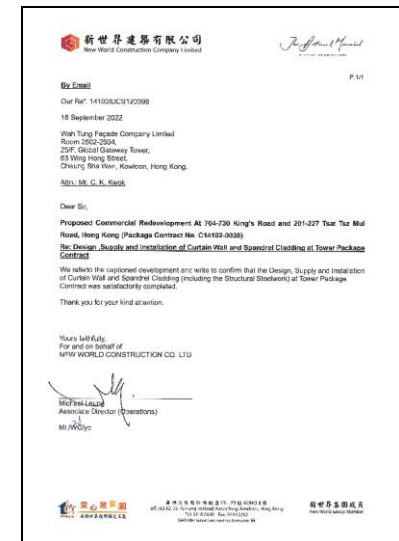 新世界建築有限公司
New World Construction Company Limited
P.1/1
By Email
18 September 2022
Wah Tung Façade Company Limited
Room 2502-2504,
25/F, Global Gateway Tower,
63 Wing Hong Street,
Cheung Sha Wan, Kowloon, Hong Kong.
Attn.: Mr. C. K. Kwok
Dear Sir,
Proposed Commercial Redevelopment At 704-730 King's Road and 201-227 Tsat Tsz Mui
Road, Hong Kong (Package Contract No. C14102-0038)
Re: Design ,Supply and Installation of Curtain Wall and Spandrel Cladding at Tower Package
Contract
We refer to the captioned development and write to confirm that the Design, Supply and Installation
of Curtain Wall and Spandrel Cladding (including the Structural Steelwork) at Tower Package
Contract was satisfactorily completed.
Thank you for your kind attention.
Yours faithfully,
For and on behalf of
NEW WORLD CONSTRUCTION CO. LTD
Michael Leung
Associate Director (Operations)
新世界集團成員
New World Group Member